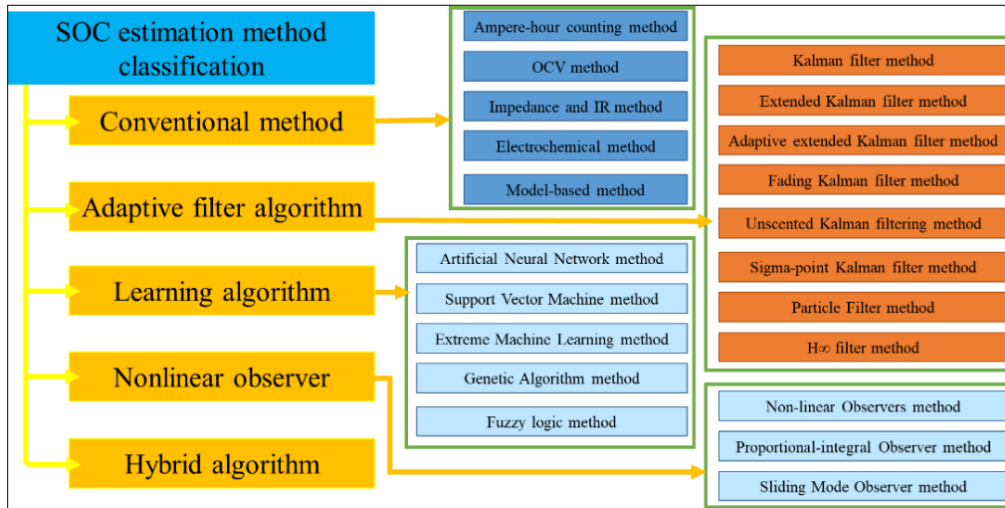 SOC estimation method
classification
Conventional method
Adaptive filter algorithm
Learning algorithm
Nonlinear observer
Hybrid algorithm
Ampere-hour counting method
OCV method
Impedance and IR method
Electrochemical method
Model-based method
Kalman filter method
Extended Kalman filter method
Adaptive extended Kalman filter method
Fading Kalman filter method
Unscented Kalman filtering method
Sigma-point Kalman filter method
Particle Filter method
H∞ filter method
Artificial Neural Network method
Support Vector Machine method
Extreme Machine Learning method
Genetic Algorithm method
Fuzzy logic method
Non-linear Observers method
Proportional-integral Observer method
Sliding Mode Observer method